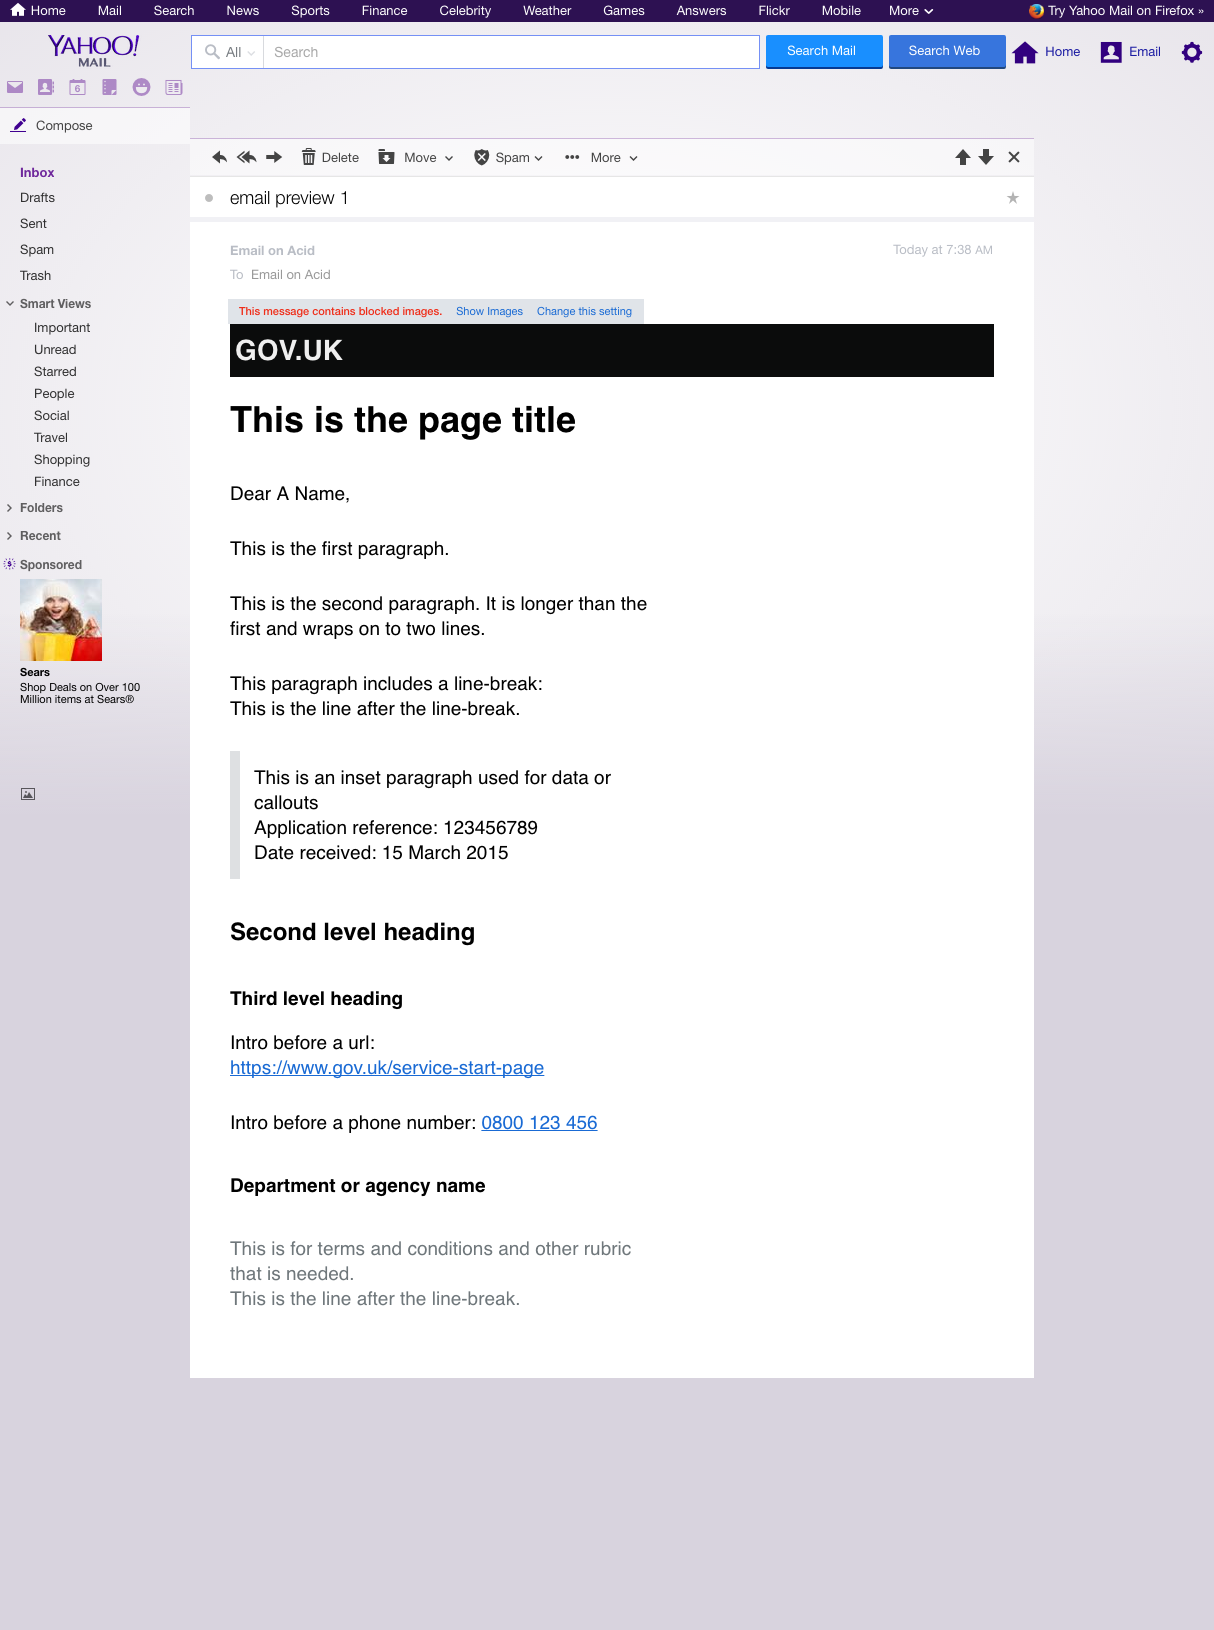 Home Mail Search News Sports Finance Celebrity Weather Games Answers Flickr Mobile More Try Yahoo Mail on Firefox »
YAHOO!
MAIL
All Search Search Mail Search Web Home Email
6
Compose
Inbox
Drafts
Sent
Spam
Trash
Smart Views
Important
Unread
Starred
People
Social
Travel
Shopping
Finance
Folders
Recent
Sponsored
Sears
Shop Deals on Over 100
Million items at Sears®
Delete Move Spam More
email preview 1
Email on Acid Today at 7:38 AM
To Email on Acid
This message contains blocked images. Show Images Change this setting
GOV.UK
This is the page title
Dear A Name,
This is the first paragraph.
This is the second paragraph. It is longer than the
first and wraps on to two lines.
This paragraph includes a line-break:
This is the line after the line-break.
This is an inset paragraph used for data or
callouts
Application reference: 123456789
Date received: 15 March 2015
Second level heading
Third level heading
Intro before a url:
https://www.gov.uk/service-start-page
Intro before a phone number: 0800 123 456
Department or agency name
This is for terms and conditions and other rubric
that is needed.
This is the line after the line-break.